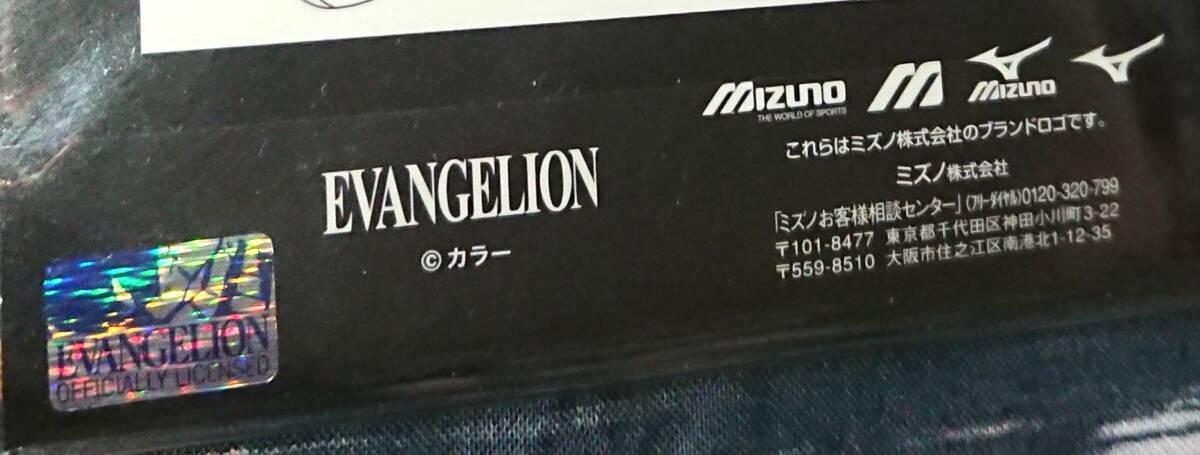 EVANGELION
©カラー
EVANGELION
OFFICIALLY LICENSED
MIZUNO
THE WORLD OF SPORTS
M
MIZUNO
これらはミズノ株式会社のブランドロゴです。
ミズノ株式会社
「ミズノお客様相談センター」(フリーダイヤル)0120-320-799
〒101-8477 東京都千代田区神田小川町3-22
〒559-8510 大阪市住之江区南港北1-12-35